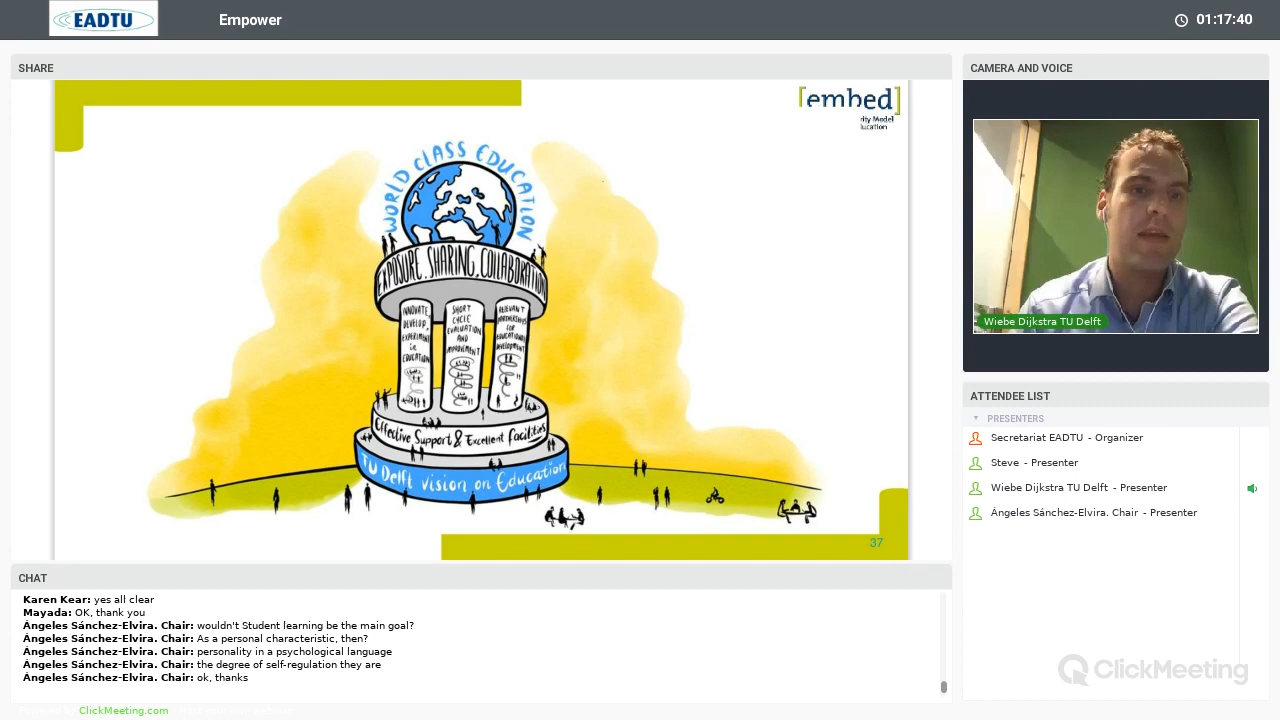 EADTU
Empower
01:17:40
SHARE
[embed]
rity Model
lucation
WORLD CLASS EDUCATION
EXPOSURE, SHARING, COLLABORATION
INNOVATE,
DEVELOP,
EXPERIMENT
in
EDUCATION
SHORT
CYCLE
EVALUATION
AND
IMPROVEMENT
RELEVANT
PARTNERSHIPS
FOR
EDUCATIONAL
DEVELOPMENT
Effective Support & Excellent facilities
TU Delft vision on Education
37
CAMERA AND VOICE
Wiebe Dijkstra TU Delft
ATTENDEE LIST
PRESENTERS
Secretariat EADTU - Organizer
Steve - Presenter
Wiebe Dijkstra TU Delft - Presenter
Ángeles Sánchez-Elvira. Chair - Presenter
ClickMeeting
CHAT
Karen Kear: yes all clear
Mayada: OK, thank you
Ángeles Sánchez-Elvira. Chair: wouldn't Student learning be the main goal?
Ángeles Sánchez-Elvira. Chair: As a personal characteristic, then?
Ángeles Sánchez-Elvira. Chair: personality in a psychological language
Ángeles Sánchez-Elvira. Chair: the degree of self-regulation they are
Ángeles Sánchez-Elvira. Chair: ok, thanks
ClickMeeting.com